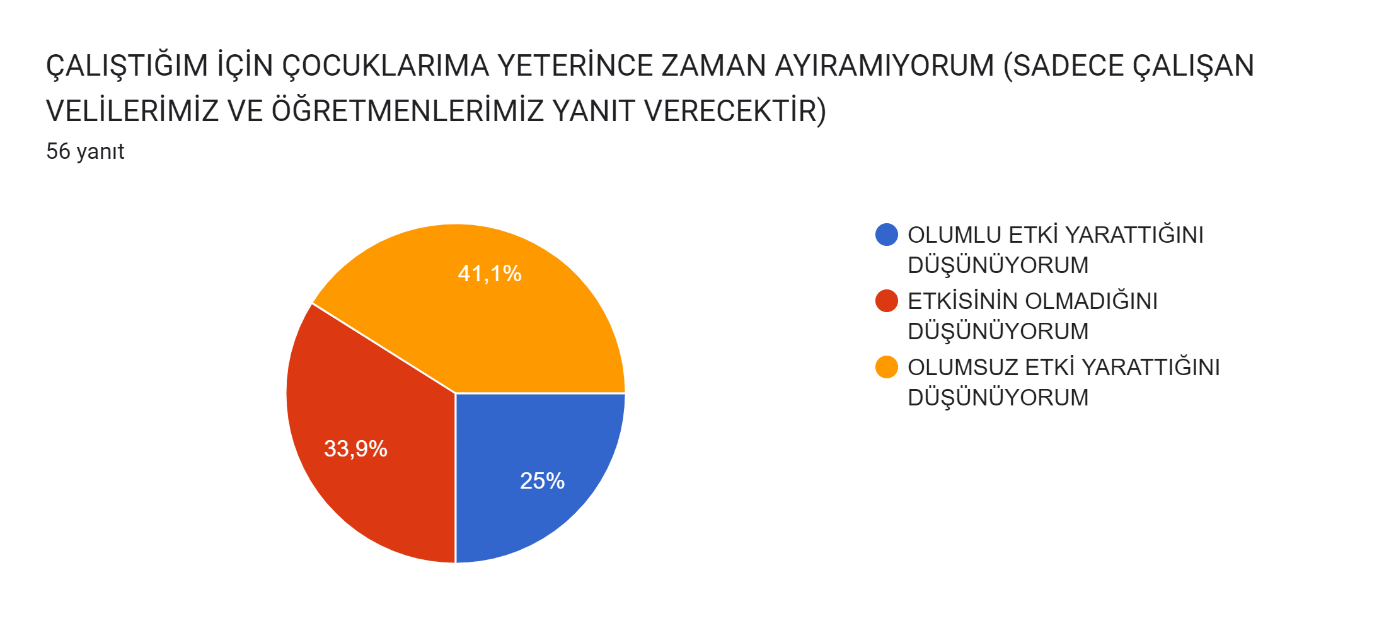 ÇALIŞTIĞIM İÇİN ÇOCUKLARIMA YETERİNCE ZAMAN AYIRAMIYORUM (SADECE ÇALIŞAN
VELİLERİMİZ VE ÖĞRETMENLERİMİZ YANIT VERECEKTİR)
56 yanıt
OLUMLU ETKİ YARATTIĞINI
DÜŞÜNÜYORUM
ETKİSİNİN OLMADIĞINI
DÜŞÜNÜYORUM
OLUMSUZ ETKİ YARATTIĞINI
DÜŞÜNÜYORUM
41,1%
33,9%
25%